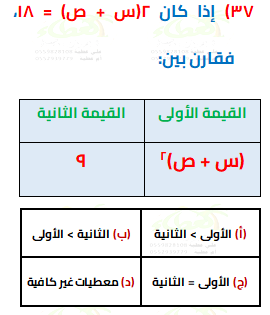 ٣٧) إذا كان ٢(س + ص) = ١٨،
فقارن بين:
القيمة الأولى القيمة الثانية
(س + ص)٢ ٩
(أ) الأولى > الثانية (ب) الثانية > الأولى
(ج) الأولى = الثانية (د) معطيات غير كافية